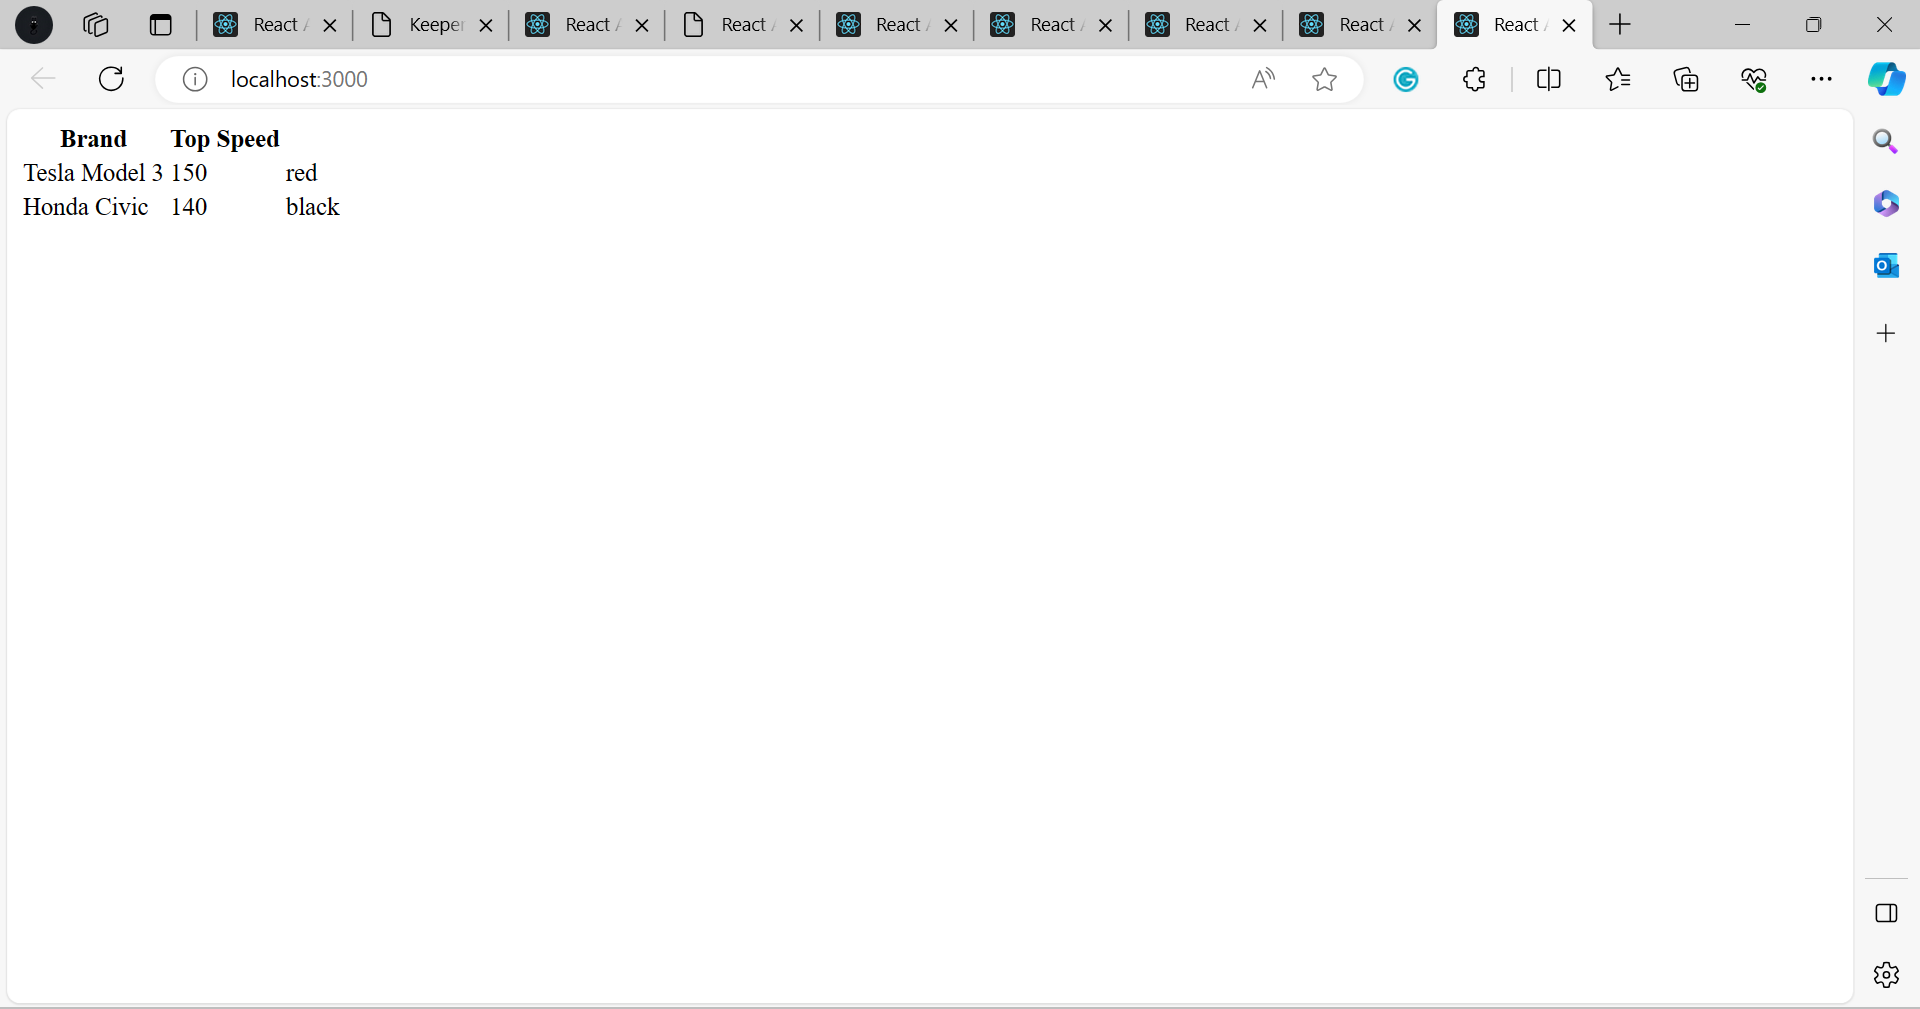 React A
Keeper
React A
React A
React A
React A
React A
React A
React A
localhost:3000
Brand Top Speed
Tesla Model 3 150 red
Honda Civic 140 black